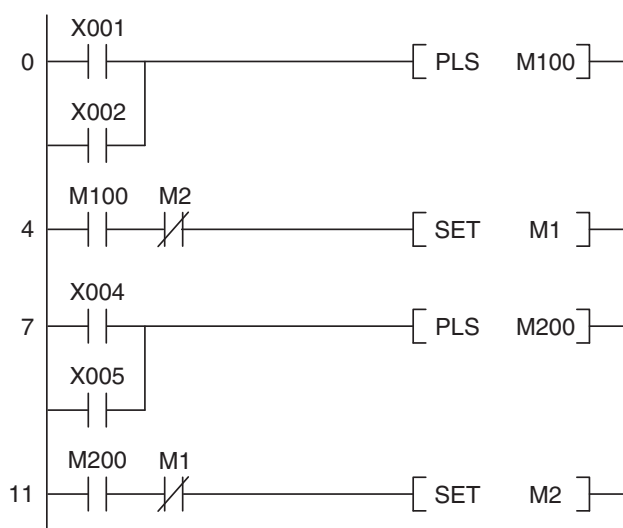 X001
0 PLS M100
X002
M100 M2
4 SET M1
X004
7 PLS M200
X005
M200 M1
11 SET M2